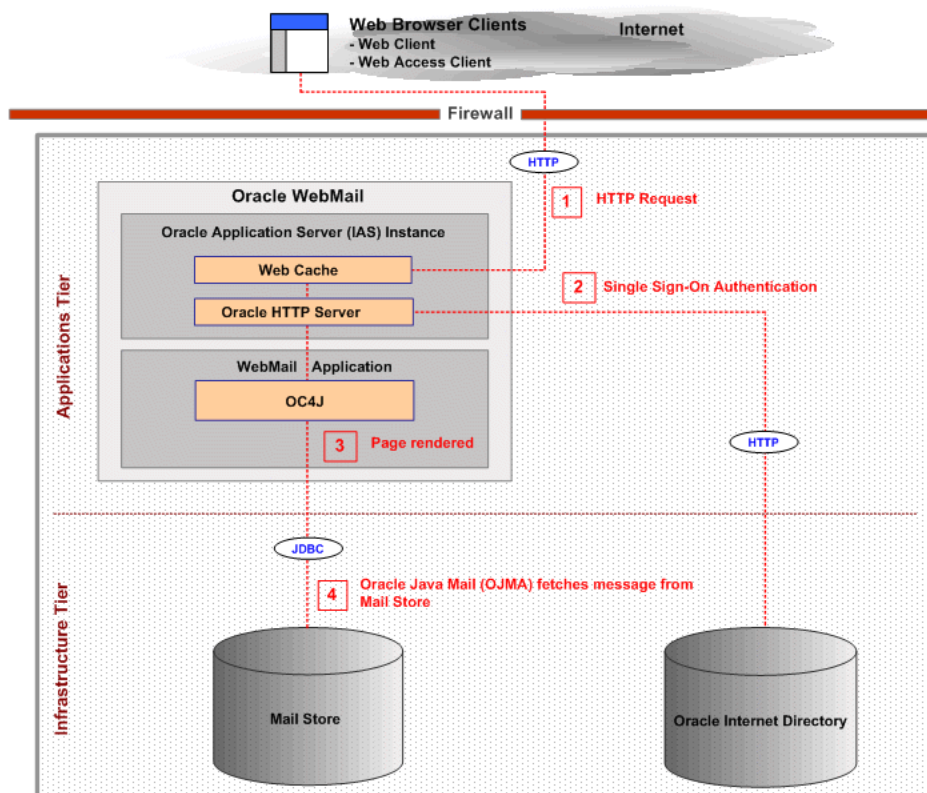 Web Browser Clients
- Web Client
- Web Access Client
Internet
Firewall
HTTP
Oracle WebMail
1
HTTP Request
Oracle Application Server (IAS) Instance
Web Cache
2
Single Sign-On Authentication
Oracle HTTP Server
Applications Tier
WebMail Application
OC4J
3
Page rendered
HTTP
JDBC
4
Oracle Java Mail (OJMA) fetches message from
Mail Store
Infrastructure Tier
Mail Store
Oracle Internet Directory